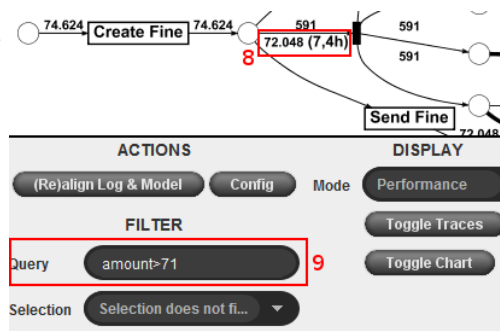 74.624 Create Fine 74.624 591 591
72.048 (7,4h)
8 591
Send Fine
72.048
ACTIONS DISPLAY
(Re)align Log & Model Config Mode Performance
FILTER Toggle Traces
Query amount>71 9 Toggle Chart
Selection Selection does not fi...